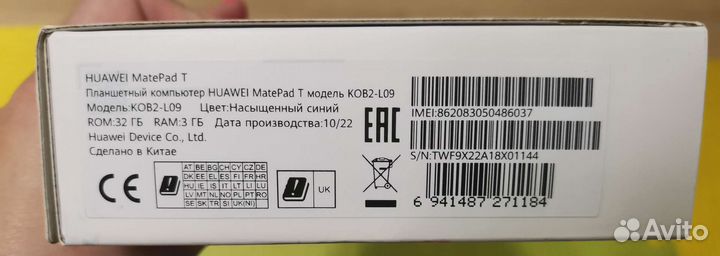 HUAWEI MatePad T
Планшетный компьютер HUAWEI MatePad T модель KOB2-L09
Модель:KOB2-L09 Цвет:Насыщенный синий
ROM:32 ГБ RAM:3 ГБ Дата производства:10/22
Huawei Device Co., Ltd.
Сделано в Китае
EAC
IMEI:862083050486037
S/N:TWF9X22A18X01144
CE
AT BE BG CH CY CZ DE
DK EE EL ES FI FR HR
HU IE IS IT LI LT LU
LV MT NL NO PL PT RO
SE SK TR SI UK(NI)
UK
6 941487 271184
Avito